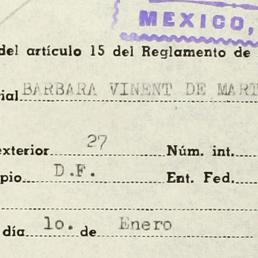 MEXICO,
del artículo 15 del Reglamento de
rial BARBARA VINENT DE MART
exterior 27 Núm. int.
pio D.F. Ent. Fed.
día 1o. de Enero